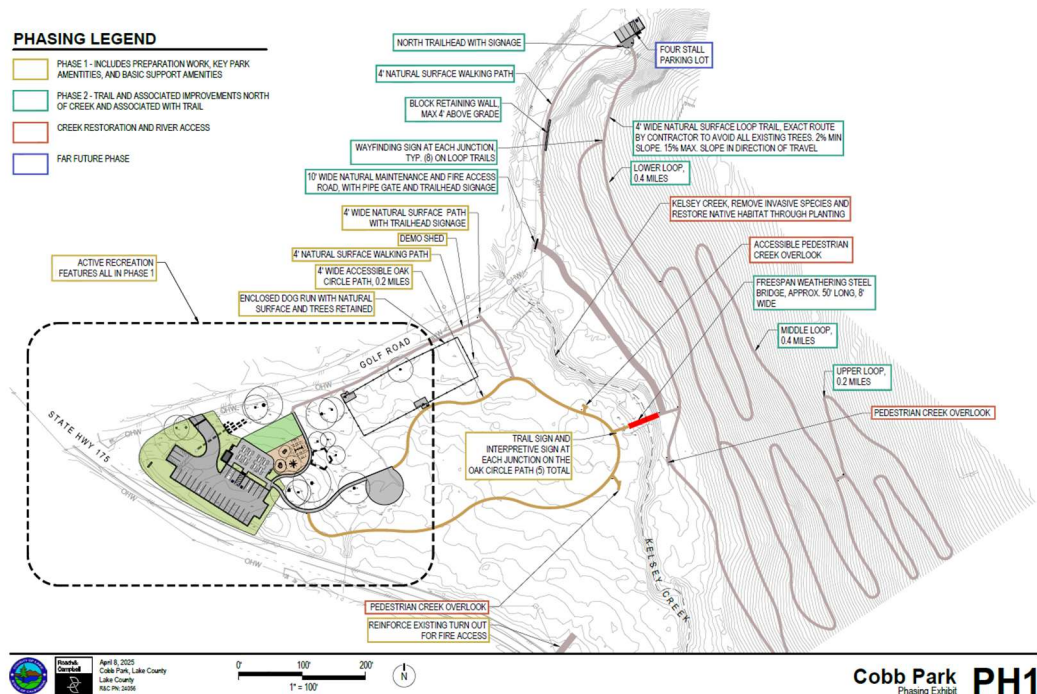 PHASING LEGEND
PHASE 1 - INCLUDES PREPARATION WORK, KEY PARK
AMENTITIES, AND BASIC SUPPORT AMENITIES
PHASE 2 - TRAIL AND ASSOCIATED IMPROVEMENTS NORTH
OF CREEK AND ASSOCIATED WITH TRAIL
CREEK RESTORATION AND RIVER ACCESS
FAR FUTURE PHASE
NORTH TRAILHEAD WITH SIGNAGE
FOUR STALL
PARKING LOT
4' NATURAL SURFACE WALKING PATH
BLOCK RETAINING WALL,
MAX 4' ABOVE GRADE
4' WIDE NATURAL SURFACE LOOP TRAIL, EXACT ROUTE
BY CONTRACTOR TO AVOID ALL EXISTING TREES. 2% MIN
SLOPE. 15% MAX. SLOPE IN DIRECTION OF TRAVEL
WAYFINDING SIGN AT EACH JUNCTION,
TYP. (8) ON LOOP TRAILS
LOWER LOOP,
0.4 MILES
10' WIDE NATURAL MAINTENANCE AND FIRE ACCESS
ROAD, WITH PIPE GATE AND TRAILHEAD SIGNAGE
KELSEY CREEK, REMOVE INVASIVE SPECIES AND
RESTORE NATIVE HABITAT THROUGH PLANTING
4' WIDE NATURAL SURFACE PATH
WITH TRAILHEAD SIGNAGE
DEMO SHED
4' NATURAL SURFACE WALKING PATH
ACCESSIBLE PEDESTRIAN
CREEK OVERLOOK
ACTIVE RECREATION
FEATURES ALL IN PHASE 1
4' WIDE ACCESSIBLE OAK
CIRCLE PATH, 0.2 MILES
FREESPAN WEATHERING STEEL
BRIDGE, APPROX. 50' LONG, 8'
WIDE
ENCLOSED DOG RUN WITH NATURAL
SURFACE AND TREES RETAINED
MIDDLE LOOP,
0.4 MILES
GOLF ROAD
OHW
UPPER LOOP,
0.2 MILES
STATE HWY 175
OHW
PEDESTRIAN CREEK OVERLOOK
TRAIL SIGN AND
INTERPRETIVE SIGN AT
EACH JUNCTION ON THE
OAK CIRCLE PATH (5) TOTAL
OHW
OHW
KELSEY CREEK
PEDESTRIAN CREEK OVERLOOK
REINFORCE EXISTING TURN OUT
FOR FIRE ACCESS
Roach&
Campbell
April 8, 2025
Cobb Park, Lake County
Lake County
R&C PN: 24056
0' 100' 200'
1" = 100'
N
Cobb Park PH1
Phasing Exhibit